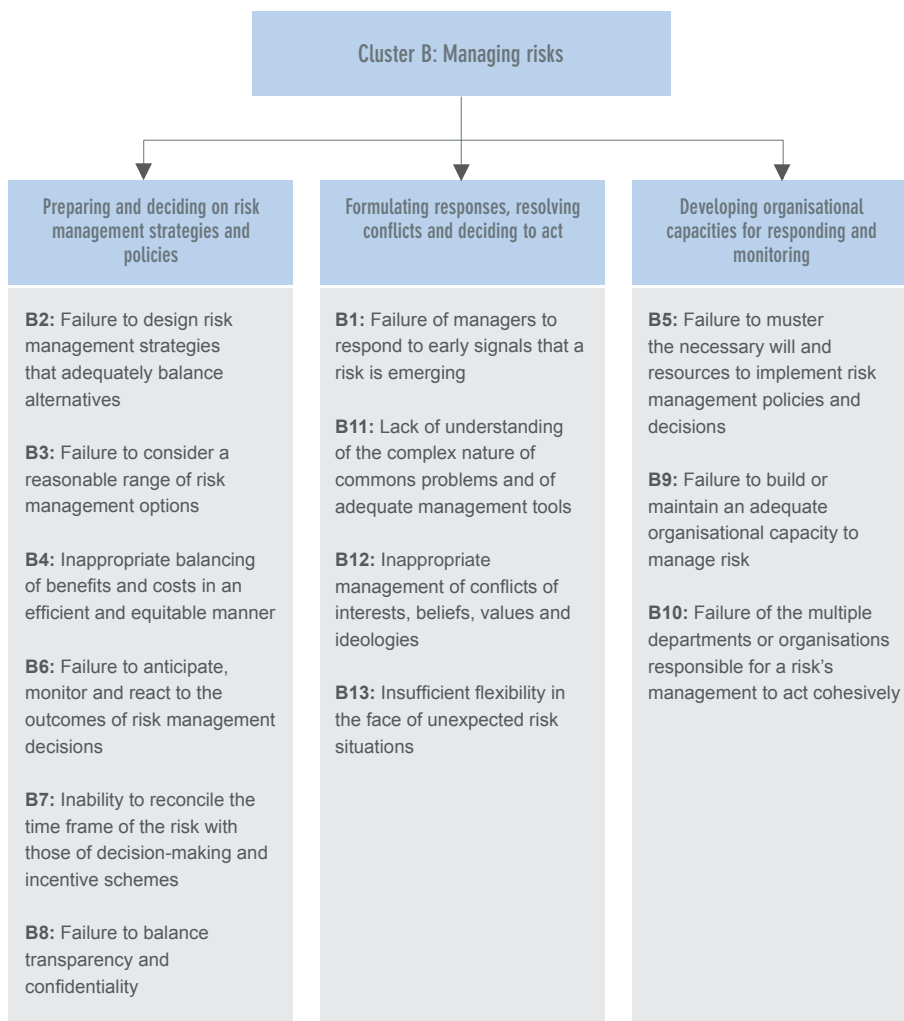 Cluster B: Managing risks
Preparing and deciding on risk
management strategies and
policies
B2: Failure to design risk
management strategies
that adequately balance
alternatives
B3: Failure to consider a
reasonable range of risk
management options
B4: Inappropriate balancing
of benefits and costs in an
efficient and equitable manner
B6: Failure to anticipate,
monitor and react to the
outcomes of risk management
decisions
B7: Inability to reconcile the
time frame of the risk with
those of decision-making and
incentive schemes
B8: Failure to balance
transparency and
confidentiality
Formulating responses, resolving
conflicts and deciding to act
B1: Failure of managers to
respond to early signals that a
risk is emerging
B11: Lack of understanding
of the complex nature of
commons problems and of
adequate management tools
B12: Inappropriate
management of conflicts of
interests, beliefs, values and
ideologies
B13: Insufficient flexibility in
the face of unexpected risk
situations
Developing organisational
capacities for responding and
monitoring
B5: Failure to muster
the necessary will and
resources to implement risk
management policies and
decisions
B9: Failure to build or
maintain an adequate
organisational capacity to
manage risk
B10: Failure of the multiple
departments or organisations
responsible for a risk's
management to act cohesively